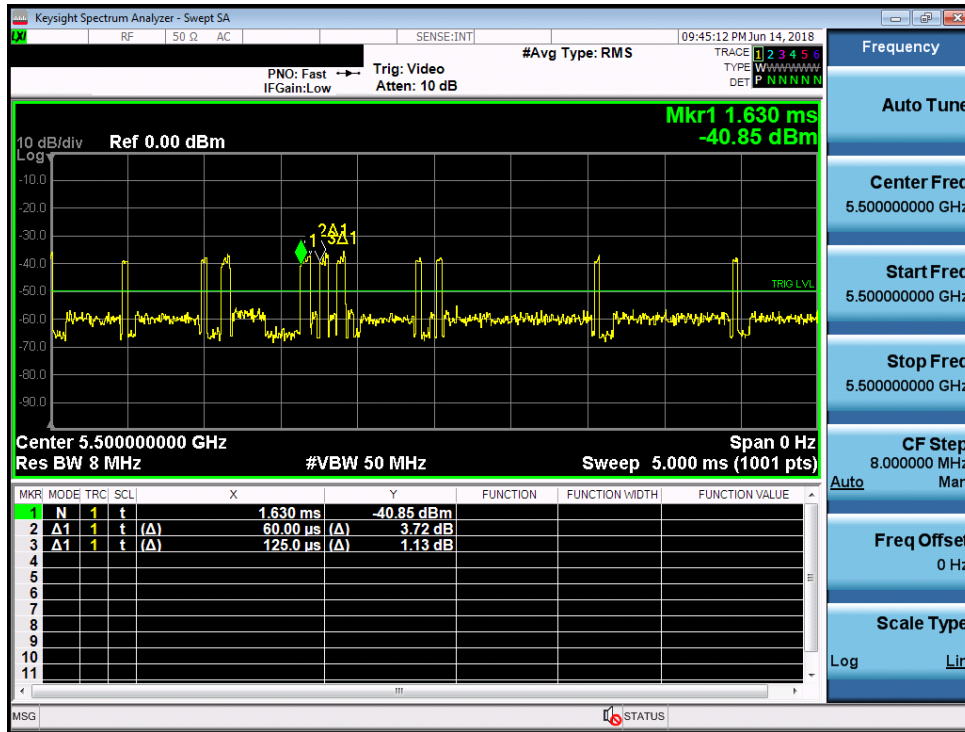 Keysight Spectrum Analyzer - Swept SA
LXI RF 50 Ω AC SENSE:INT 09:45:12 PM Jun 14, 2018
#Avg Type: RMS TRACE 1 2 3 4 5 6
PNO: Fast Trig: Video TYPE WWWWWW
IFGain:Low Atten: 10 dB DET P N N N N N
Mkr1 1.630 ms
-40.85 dBm
10 dB/div Ref 0.00 dBm
Log
-10.0
-20.0
-30.0
1 2Δ1
3Δ1
-40.0
-50.0
TRIG LVL
-60.0
-70.0
-80.0
-90.0
Center 5.500000000 GHz Span 0 Hz
Res BW 8 MHz #VBW 50 MHz Sweep 5.000 ms (1001 pts)
MKR MODE TRC SCL X Y FUNCTION FUNCTION WIDTH FUNCTION VALUE
1 N 1 t 1.630 ms -40.85 dBm
2 Δ1 1 t (Δ) 60.00 µs (Δ) 3.72 dB
3 Δ1 1 t (Δ) 125.0 µs (Δ) 1.13 dB
4
5
6
7
8
9
10
11
MSG STATUS
Frequency
Auto Tune
Center Freq
5.500000000 GHz
Start Freq
5.500000000 GHz
Stop Freq
5.500000000 GHz
CF Step
8.000000 MHz
Auto Man
Freq Offset
0 Hz
Scale Type
Log Lin